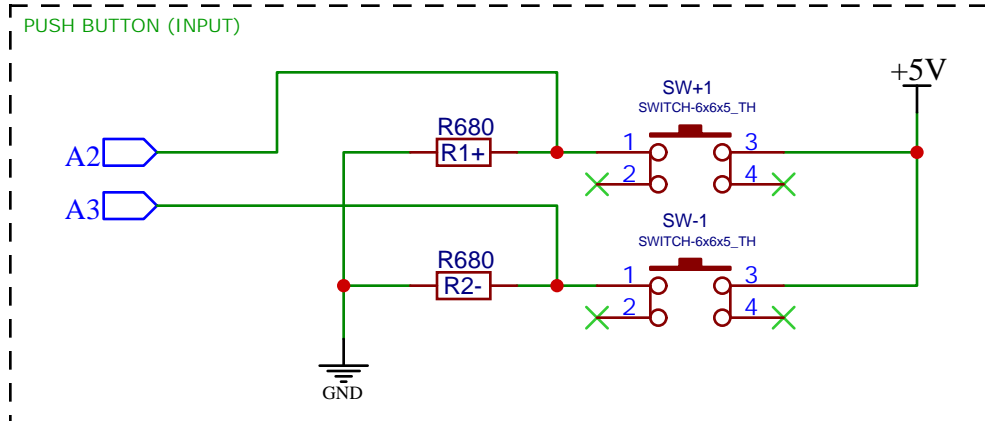 PUSH BUTTON (INPUT)
+5V
SW+1
SWITCH-6x6x5_TH
A2
R680
R1+
1
3
2
4
A3
SW-1
SWITCH-6x6x5_TH
R680
R2-
1
3
2
4
GND